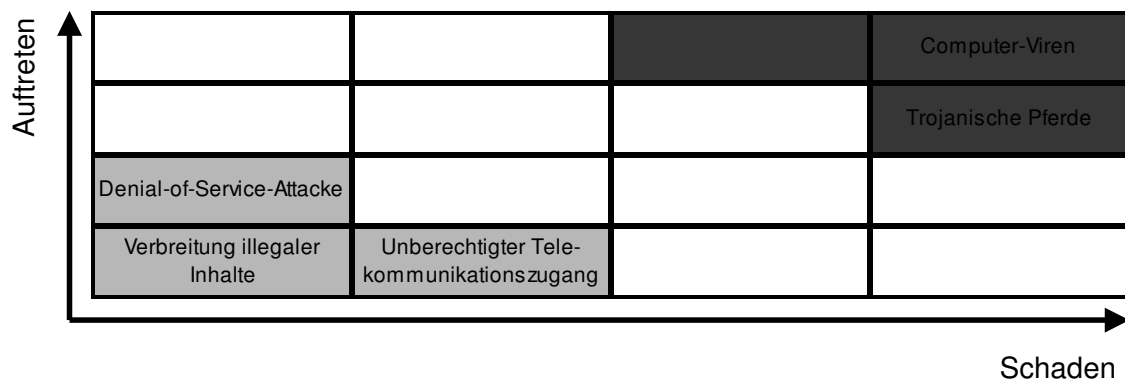 Auftreten
Computer-Viren
Trojanische Pferde
Denial-of-Service-Attacke
Verbreitung illegaler
Inhalte
Unberechtigter Tele-
kommunikationszugang
Schaden